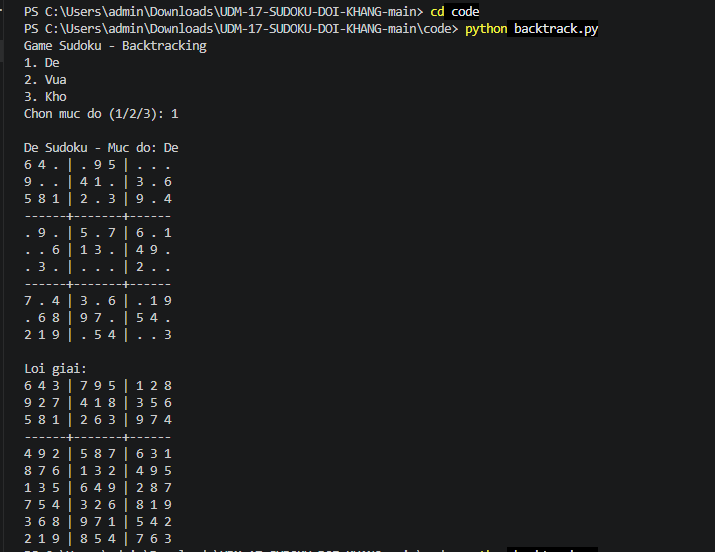 PS C:\Users\admin\Downloads\UDM-17-SUDOKU-DOI-KHANG-main> cd code
PS C:\Users\admin\Downloads\UDM-17-SUDOKU-DOI-KHANG-main\code> python backtrack.py
Game Sudoku - Backtracking
1. De
2. Vua
3. Kho
Chon muc do (1/2/3): 1
De Sudoku - Muc do: De
6 4 . | . 9 5 | . . .
9 . . | 4 1 . | 3 . 6
5 8 1 | 2 . 3 | 9 . 4
------+-------+------
. 9 . | 5 . 7 | 6 . 1
. . 6 | 1 3 . | 4 9 .
. 3 . | . . . | 2 . .
------+-------+------
7 . 4 | 3 . 6 | . 1 9
. 6 8 | 9 7 . | 5 4 .
2 1 9 | . 5 4 | . . 3
Loi giai:
6 4 3 | 7 9 5 | 1 2 8
9 2 7 | 4 1 8 | 3 5 6
5 8 1 | 2 6 3 | 9 7 4
------+-------+------
4 9 2 | 5 8 7 | 6 3 1
8 7 6 | 1 3 2 | 4 9 5
1 3 5 | 6 4 9 | 2 8 7
7 5 4 | 3 2 6 | 8 1 9
3 6 8 | 9 7 1 | 5 4 2
2 1 9 | 8 5 4 | 7 6 3